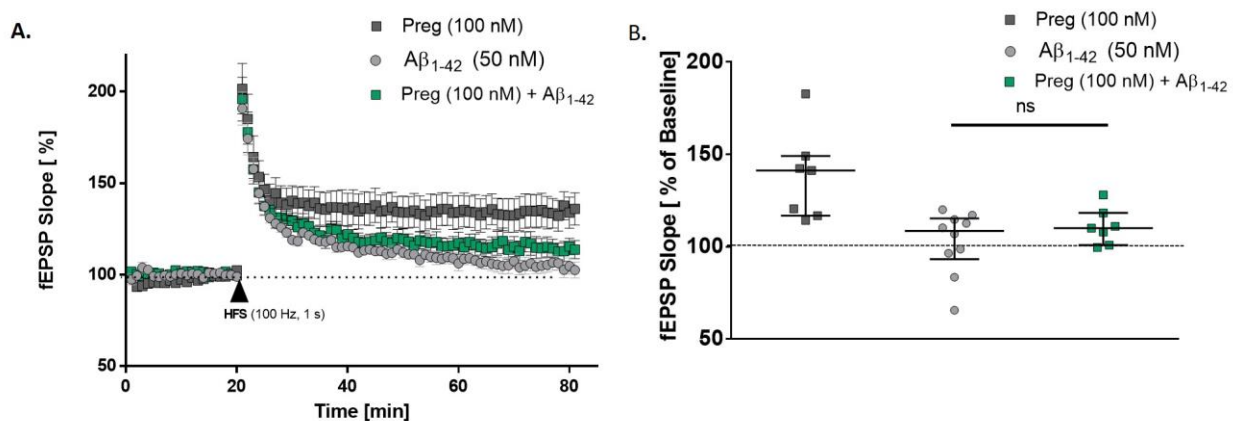 A.
Preg (100 nM)
Aβ1-42 (50 nM)
Preg (100 nM) + Aβ1-42
fEPSP Slope [ %]
200
150
100
50
HFS (100 Hz, 1 s)
0
20
40
60
80
Time [min]
B.
Preg (100 nM)
Aβ1-42 (50 nM)
Preg (100 nM) + Aβ1-42
ns
fEPSP Slope [ % of Baseline]
200
150
100
50